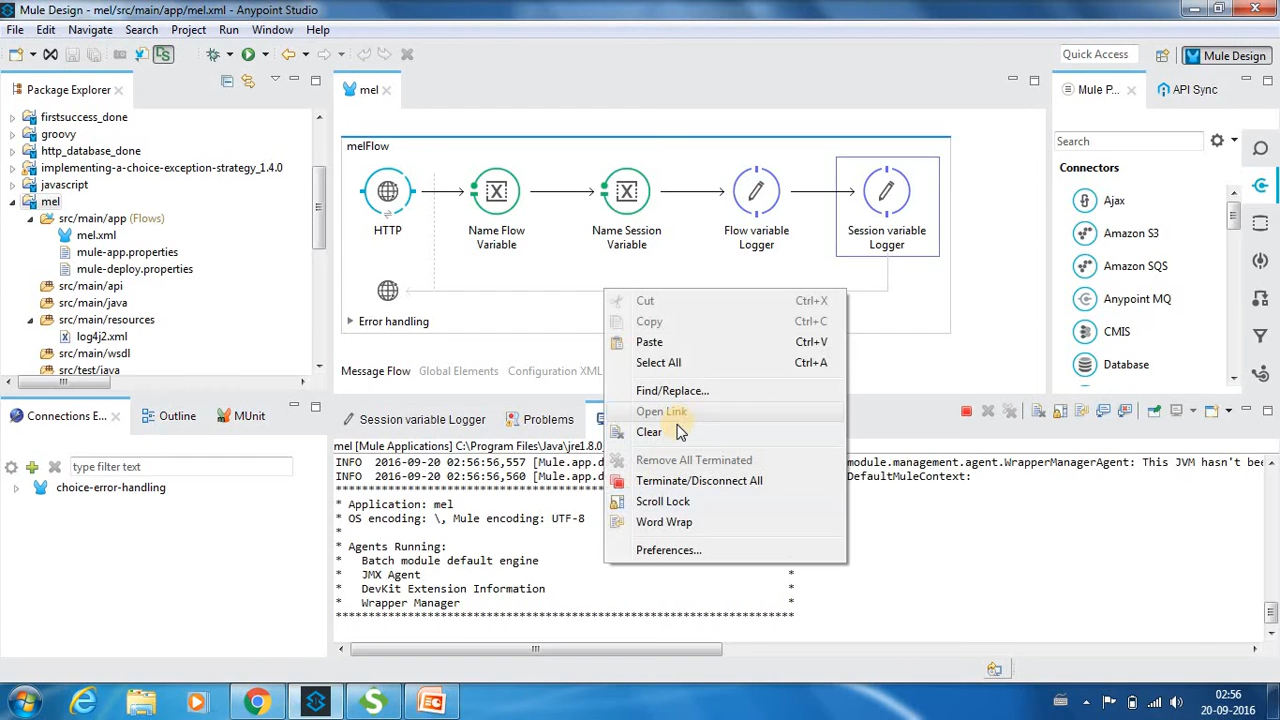 Mule Design - mel/src/main/app/mel.xml - Anypoint Studio
File Edit Navigate Search Project Run Window Help
Quick Access
Mule Design
Package Explorer
firstsuccess_done
groovy
http_database_done
implementing-a-choice-exception-strategy_1.4.0
javascript
mel
src/main/app (Flows)
mel.xml
mule-app.properties
mule-deploy.properties
src/main/api
src/main/java
src/main/resources
log4j2.xml
src/main/wsdl
src/test/java
mel
melFlow
HTTP
Name Flow
Variable
Name Session
Variable
Flow variable
Logger
Session variable
Logger
Error handling
Message Flow Global Elements Configuration XML
Mule P...
API Sync
Search
Connectors
Ajax
Amazon S3
Amazon SQS
Anypoint MQ
CMIS
Database
Cut Ctrl+X
Copy Ctrl+C
Paste Ctrl+V
Select All Ctrl+A
Find/Replace...
Open Link
Clear
Remove All Terminated
Terminate/Disconnect All
Scroll Lock
Word Wrap
Preferences...
Connections E...
Outline
MUnit
type filter text
choice-error-handling
Session variable Logger
Problems
mel [Mule Applications] C:\Program Files\Java\jre1.8.0
INFO 2016-09-20 02:56:56,557 [Mule.app.d module.management.agent.WrapperManagerAgent: This JVM hasn't bee
INFO 2016-09-20 02:56:56,560 [Mule.app.d DefaultMuleContext:
**********************************
* Application: mel
* OS encoding: \, Mule encoding: UTF-8
*
* Agents Running:
* Batch module default engine
* JMX Agent *
* DevKit Extension Information *
* Wrapper Manager *
**********************************************************************
02:56
20-09-2016